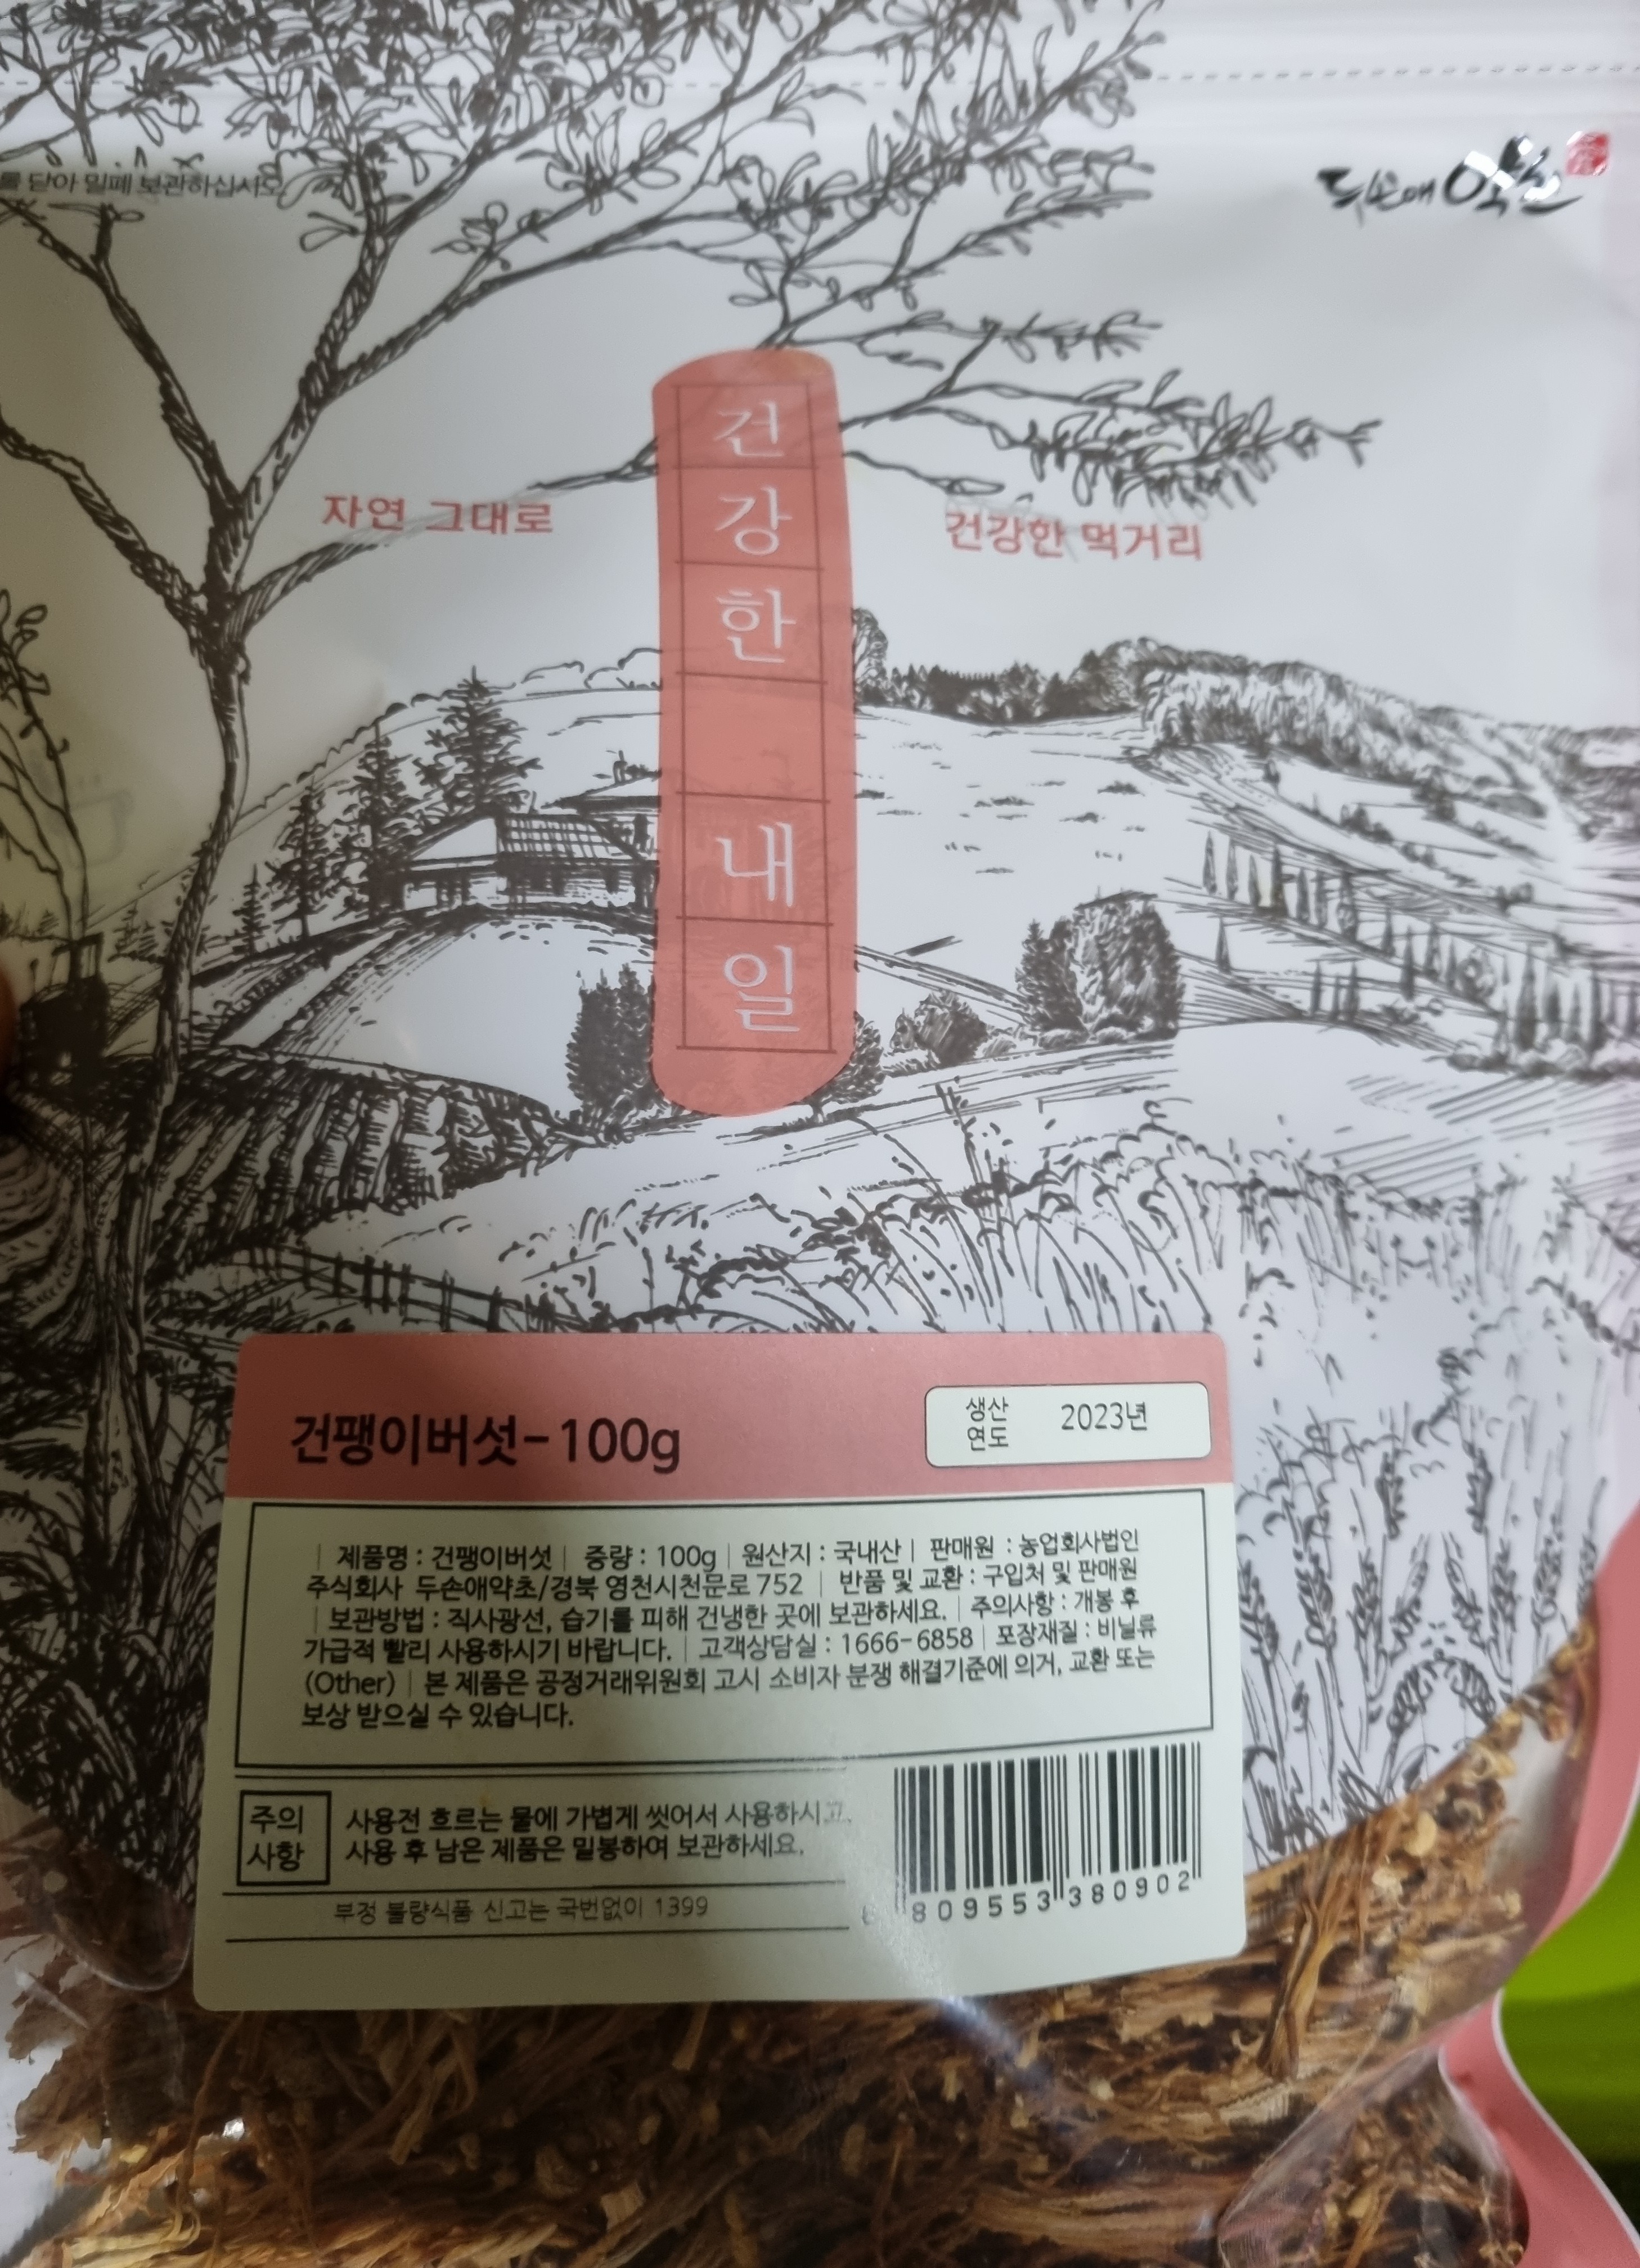 를 닫아 밀폐 보관하십시오
두손애약초
자연 그대로
건강한 내일
건강한 먹거리
건팽이버섯-100g
생산
연도
2023년
| 제품명 : 건팽이버섯 | 중량 : 100g | 원산지 : 국내산 | 판매원 : 농업회사법인
주식회사 두손애약초/경북 영천시천문로 752 | 반품 및 교환 : 구입처 및 판매원
| 보관방법 : 직사광선, 습기를 피해 건냉한 곳에 보관하세요. | 주의사항 : 개봉 후
가급적 빨리 사용하시기 바랍니다. | 고객상담실 : 1666-6858 | 포장재질 : 비닐류
(Other) | 본 제품은 공정거래위원회 고시 소비자 분쟁 해결기준에 의거, 교환 또는
보상 받으실 수 있습니다.
주의
사항
사용전 흐르는 물에 가볍게 씻어서 사용하시고,
사용 후 남은 제품은 밀봉하여 보관하세요.
부정 불량식품 신고는 국번없이 1399
809553 380902